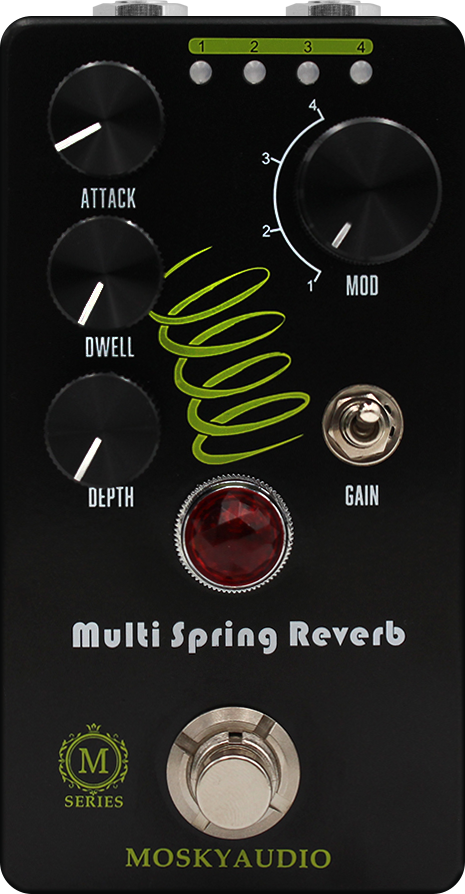 1 2 3 4
ATTACK
4
3
2
1
MOD
DWELL
DEPTH
GAIN
Multi Spring Reverb
M
SERIES
MOSKYAUDIO